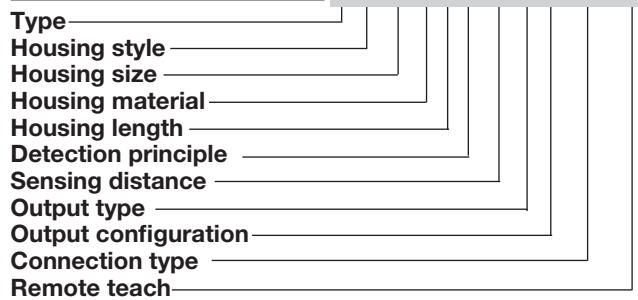 Type
Housing style
Housing size
Housing material
Housing length
Detection principle
Sensing distance
Output type
Output configuration
Connection type
Remote teach